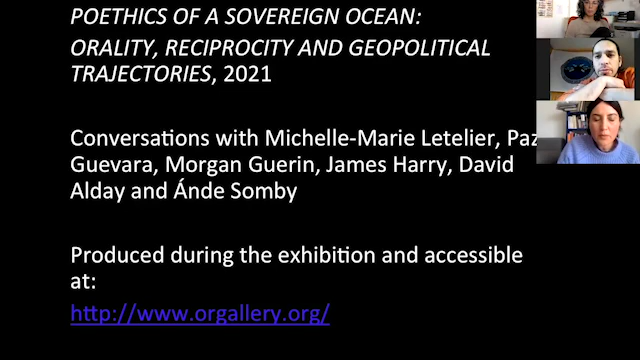 POETHICS OF A SOVEREIGN OCEAN:
ORALITY, RECIPROCITY AND GEOPOLITICAL
TRAJECTORIES, 2021
Conversations with Michelle-Marie Letelier, Paz
Guevara, Morgan Guerin, James Harry, David
Alday and Ánde Somby
Produced during the exhibition and accessible
at:
http://www.orgallery.org/